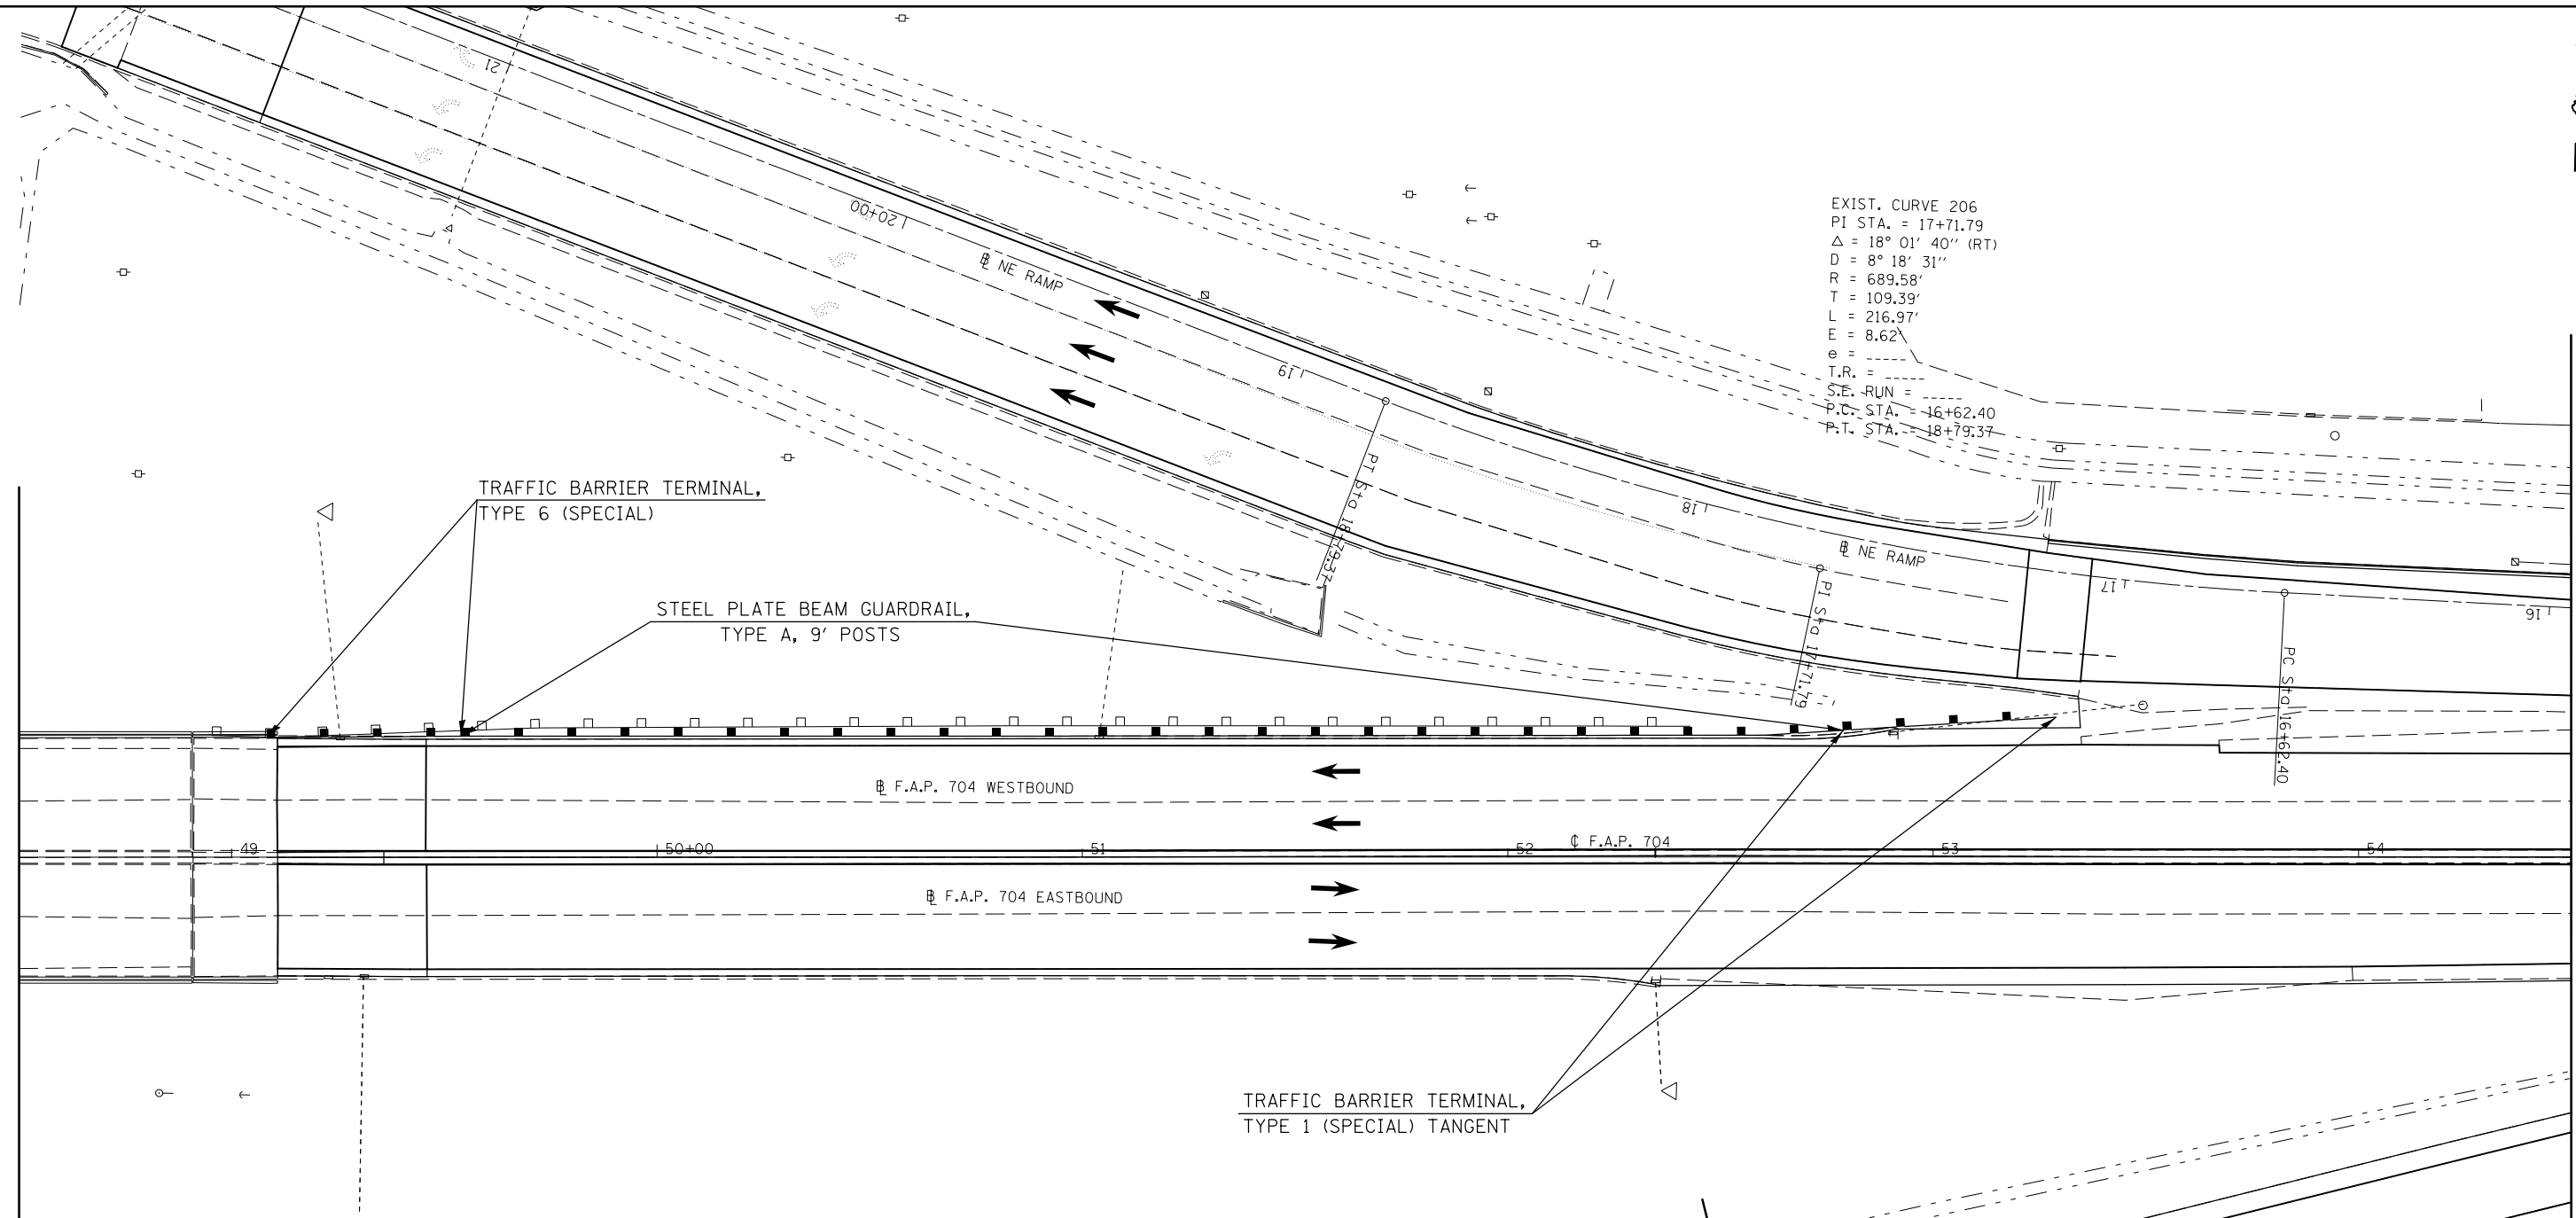 21
20+00
℄ NE RAMP
19
EXIST. CURVE 206
PI STA. = 17+71.79
Δ = 18° 01' 40'' (RT)
D = 8° 18' 31''
R = 689.58'
T = 109.39'
L = 216.97'
E = 8.62'
e = _____
T.R. = _____
S.E. RUN = _____
P.C. STA. = 16+62.40
P.T. STA. = 18+79.37
PT Sta 18+79.37
18
℄ NE RAMP
17
16
PI Sta 17+71.79
PC Sta 16+62.40
TRAFFIC BARRIER TERMINAL,
TYPE 6 (SPECIAL)
STEEL PLATE BEAM GUARDRAIL,
TYPE A, 9' POSTS
℄ F.A.P. 704 WESTBOUND
℄ F.A.P. 704
49
50+00
51
52
53
54
℄ F.A.P. 704 EASTBOUND
TRAFFIC BARRIER TERMINAL,
TYPE 1 (SPECIAL) TANGENT